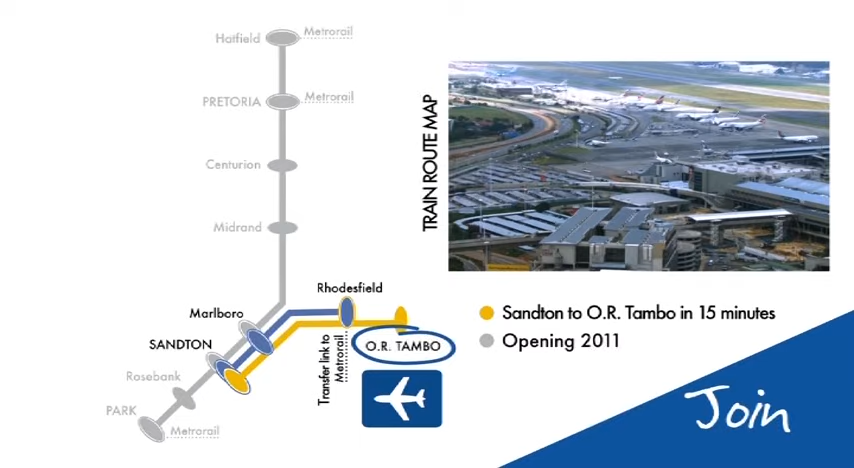 Hatfield
Metrorail
PRETORIA
Metrorail
Centurion
Midrand
Marlboro
Rhodesfield
SANDTON
Rosebank
PARK
Metrorail
Transfer link to
Metrorail
O.R. TAMBO
TRAIN ROUTE MAP
Sandton to O.R. Tambo in 15 minutes
Opening 2011
Join